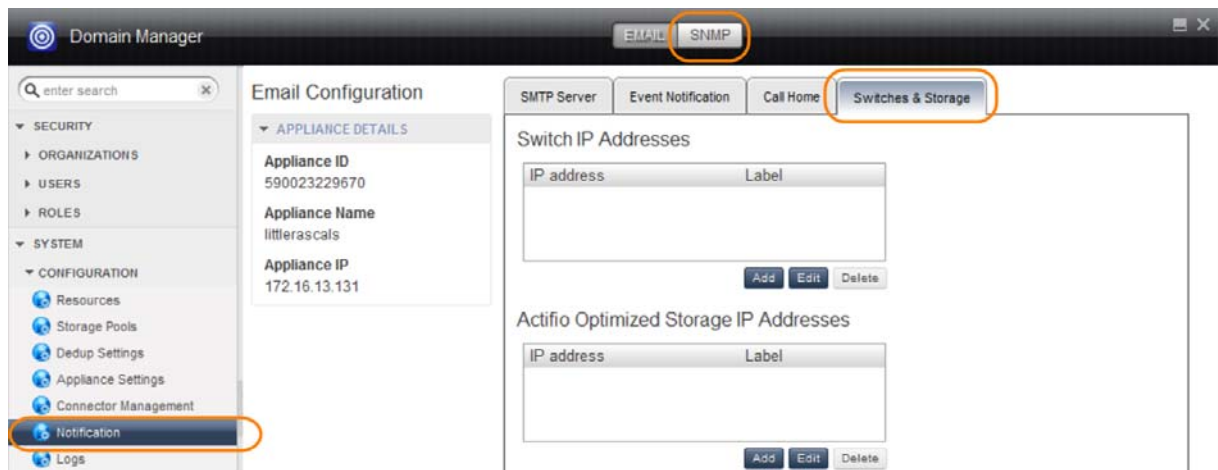 Domain Manager
EMAIL SNMP
enter search
SECURITY
ORGANIZATIONS
USERS
ROLES
SYSTEM
CONFIGURATION
Resources
Storage Pools
Dedup Settings
Appliance Settings
Connector Management
Notification
Logs
Email Configuration
APPLIANCE DETAILS
Appliance ID
590023229670
Appliance Name
littlerascals
Appliance IP
172.16.13.131
SMTP Server Event Notification Call Home Switches & Storage
Switch IP Addresses
IP address Label
Add Edit Delete
Actifio Optimized Storage IP Addresses
IP address Label
Add Edit Delete